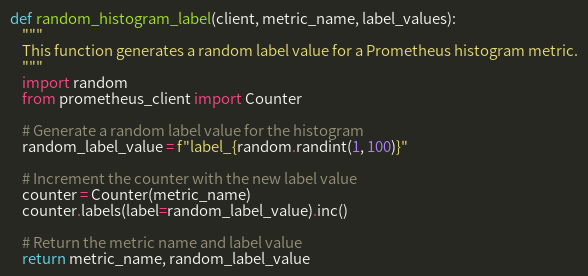 def random_histogram_label(client, metric_name, label_values):
    """
    This function generates a random label value for a Prometheus histogram metric.
    """
    import random
    from prometheus_client import Counter

    # Generate a random label value for the histogram
    random_label_value = f"label_{random.randint(1, 100)}"

    # Increment the counter with the new label value
    counter = Counter(metric_name)
    counter.labels(label=random_label_value).inc()

    # Return the metric name and label value
    return metric_name, random_label_value